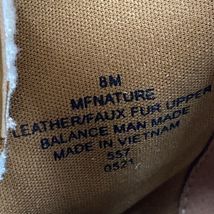 8M
MFNATURE
LEATHER/FAUX FUR UPPER
BALANCE MAN MADE
MADE IN VIETNAM
557
0521